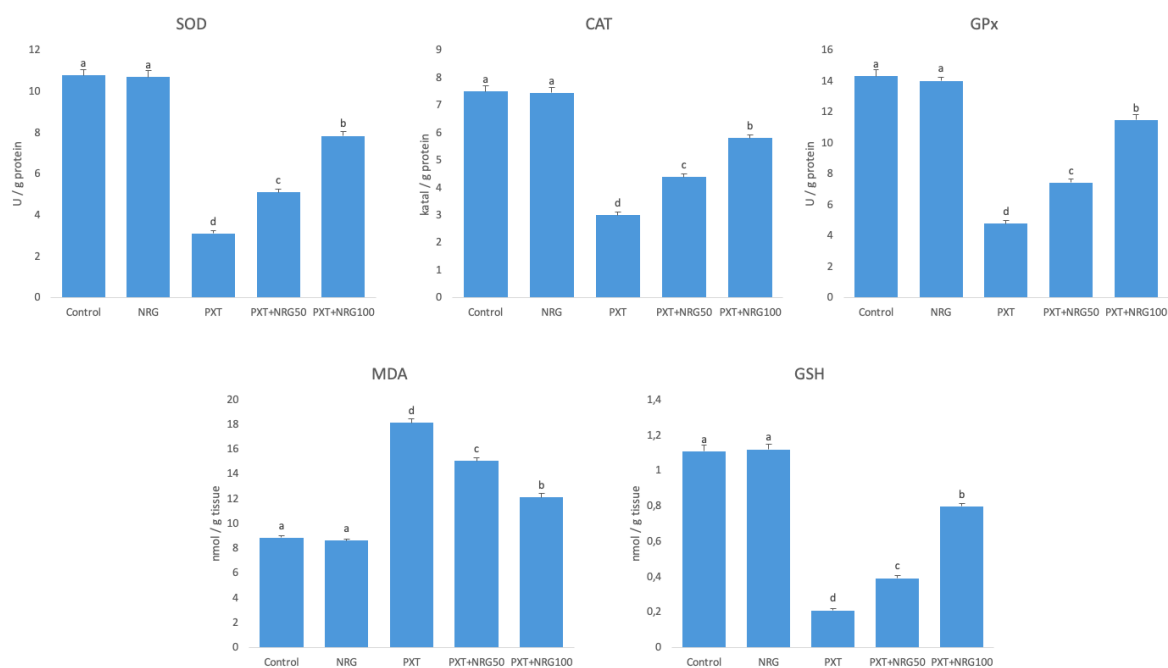 SOD
12
10
8
6
4
2
0
U / g protein
a
a
d
c
b
Control
NRG
PXT
PXT+NRG50
PXT+NRG100
CAT
9
8
7
6
5
4
3
2
1
0
katal / g protein
a
a
d
c
b
Control
NRG
PXT
PXT+NRG50
PXT+NRG100
GPx
16
14
12
10
8
6
4
2
0
U / g protein
a
a
d
c
b
Control
NRG
PXT
PXT+NRG50
PXT+NRG100
MDA
20
18
16
14
12
10
8
6
4
2
0
nmol / g tissue
a
a
d
c
b
Control
NRG
PXT
PXT+NRG50
PXT+NRG100
GSH
1,4
1,2
1
0,8
0,6
0,4
0,2
0
nmol / g tissue
a
a
d
c
b
Control
NRG
PXT
PXT+NRG50
PXT+NRG100